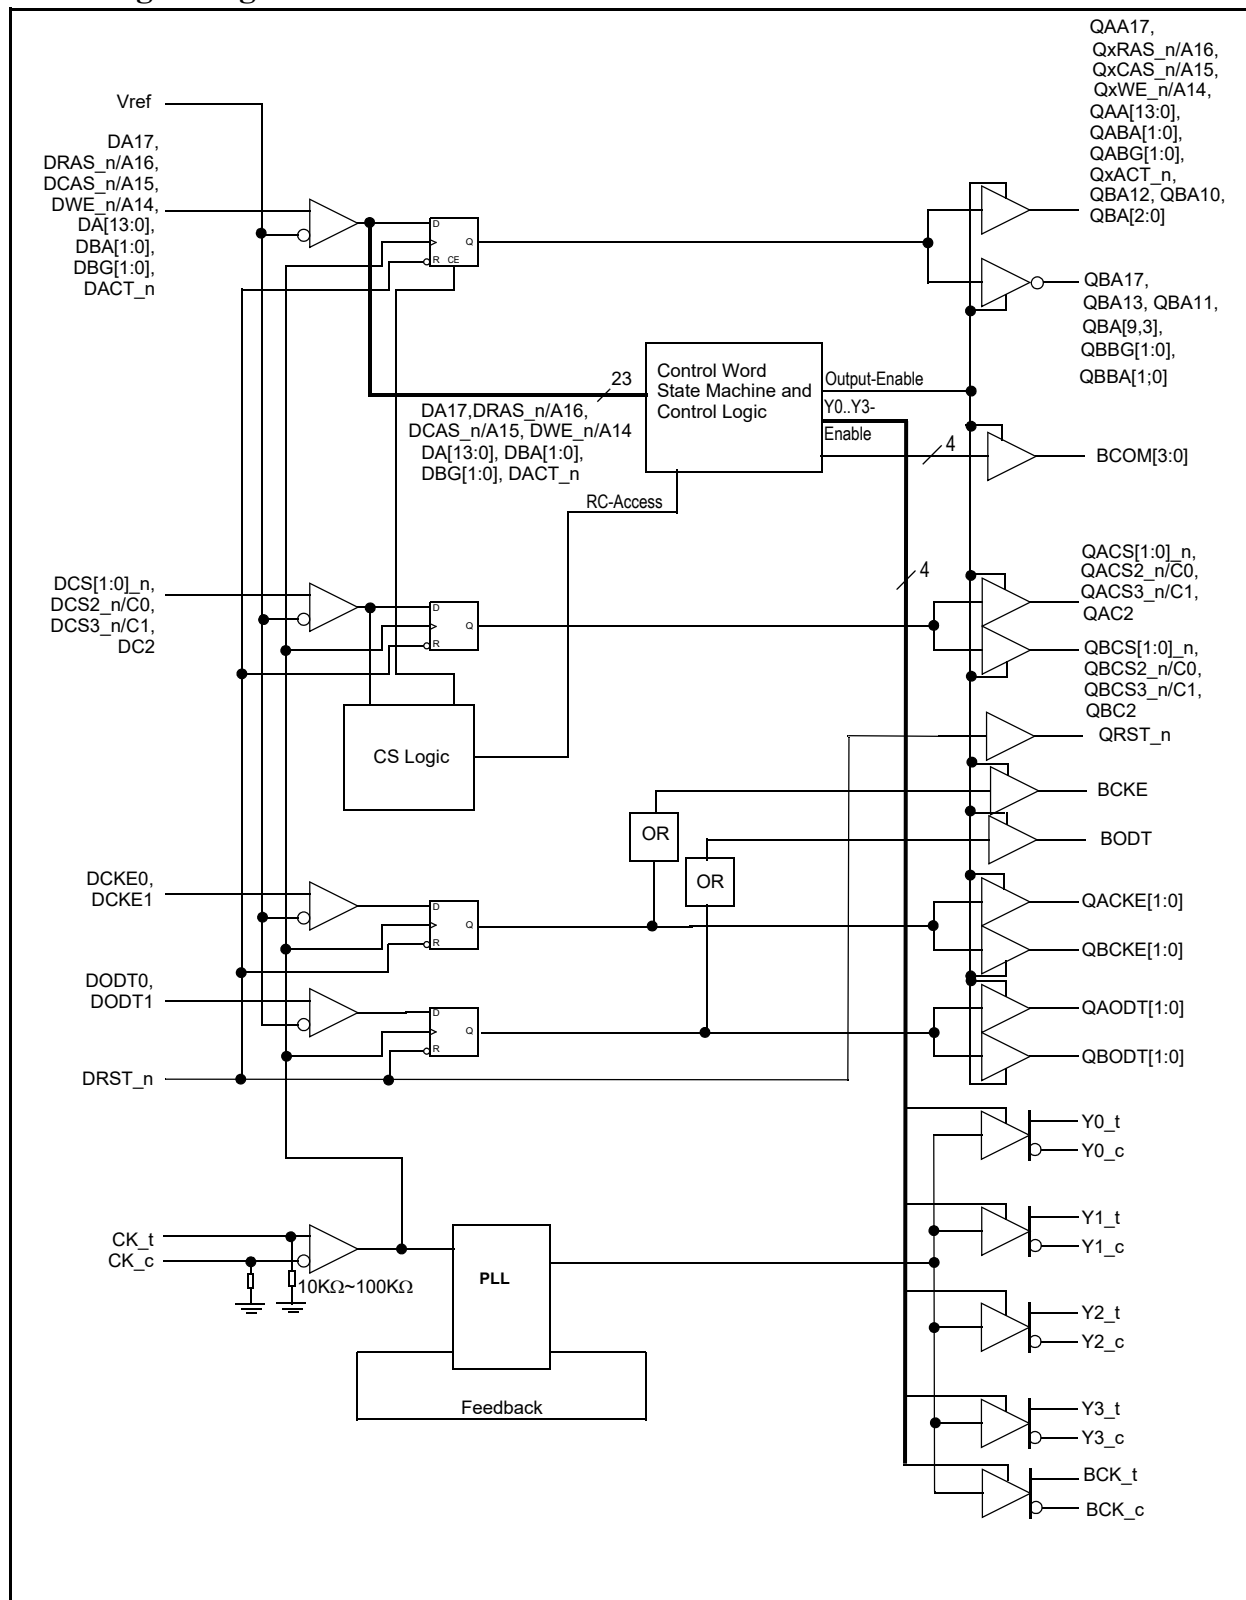 Vref
DA17,
DRAS_n/A16,
DCAS_n/A15,
DWE_n/A14,
DA[13:0],
DBA[1:0],
DBG[1:0],
DACT_n
D
Q
R CE
QAA17,
QxRAS_n/A16,
QxCAS_n/A15,
QxWE_n/A14,
QAA[13:0],
QABA[1:0],
QABG[1:0],
QxACT_n,
QBA12, QBA10,
QBA[2:0]
QBA17,
QBA13, QBA11,
QBA[9,3],
QBBG[1:0],
QBBA[1;0]
23
DA17,DRAS_n/A16,
DCAS_n/A15, DWE_n/A14
DA[13:0], DBA[1:0],
DBG[1:0], DACT_n
Control Word
State Machine and
Control Logic
Output-Enable
Y0..Y3-
Enable
4
BCOM[3:0]
RC-Access
4
DCS[1:0]_n,
DCS2_n/C0,
DCS3_n/C1,
DC2
D
Q
R
CS Logic
QACS[1:0]_n,
QACS2_n/C0,
QACS3_n/C1,
QAC2
QBCS[1:0]_n,
QBCS2_n/C0,
QBCS3_n/C1,
QBC2
QRST_n
BCKE
OR
BODT
OR
DCKE0,
DCKE1
D
Q
R
QACKE[1:0]
QBCKE[1:0]
DODT0,
DODT1
D
Q
R
QAODT[1:0]
QBODT[1:0]
DRST_n
Y0_t
Y0_c
CK_t
CK_c
10KΩ~100KΩ
PLL
Feedback
Y1_t
Y1_c
Y2_t
Y2_c
Y3_t
Y3_c
BCK_t
BCK_c